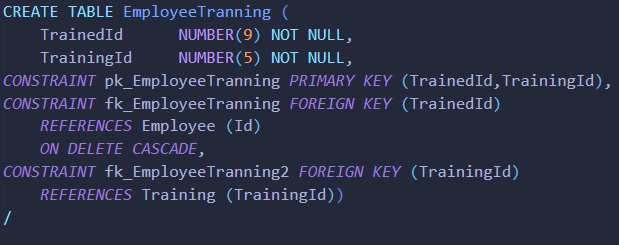 CREATE TABLE EmployeeTranning (
    TrainedId     NUMBER(9) NOT NULL,
    TrainingId    NUMBER(5) NOT NULL,
CONSTRAINT pk_EmployeeTranning PRIMARY KEY (TrainedId,TrainingId),
CONSTRAINT fk_EmployeeTranning FOREIGN KEY (TrainedId)
    REFERENCES Employee (Id)
    ON DELETE CASCADE,
CONSTRAINT fk_EmployeeTranning2 FOREIGN KEY (TrainingId)
    REFERENCES Training (TrainingId))
/